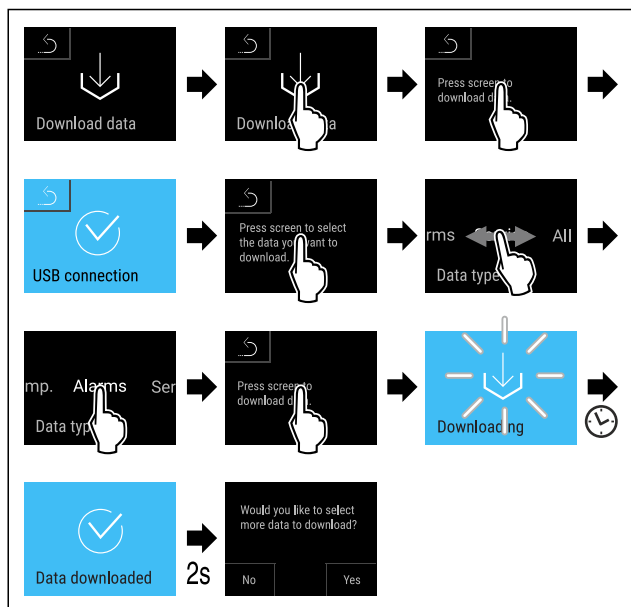 Download data
Press screen to
USB connection
Press screen to select
the data you want to
download.
rms
All
Data type
mp.
Alarms
Ser
Data
Press screen to
download
Downloading
Data downloaded
2s
Would you like to select
more data to download?
No
Yes